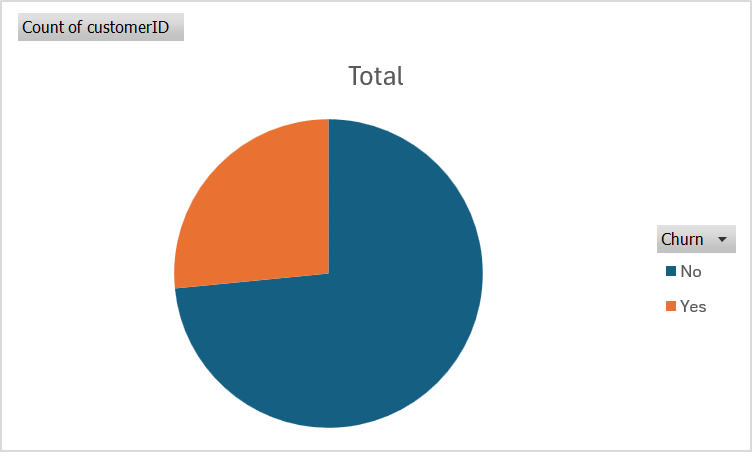 Count of customerID
Total
Churn
No
Yes